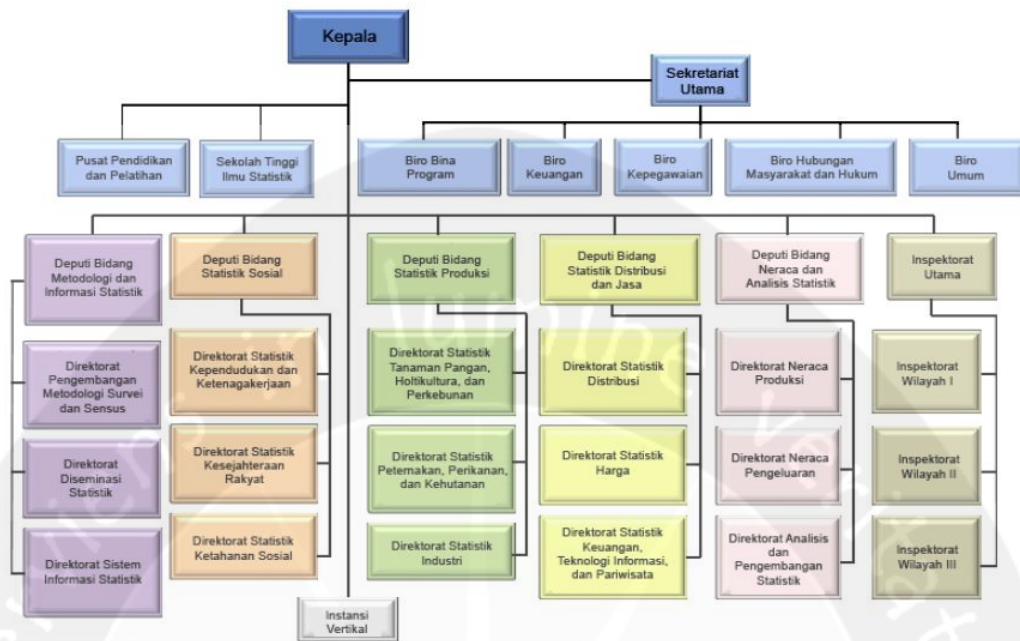 Kepala
Sekretariat
Utama
Pusat Pendidikan
dan Pelatihan
Sekolah Tinggi
Ilmu Statistik
Biro Bina
Program
Biro
Keuangan
Biro
Kepegawaian
Biro Hubungan
Masyarakat dan Hukum
Biro
Umum
Deputi Bidang
Metodologi dan
Informasi Statistik
Deputi Bidang
Statistik Sosial
Deputi Bidang
Statistik Produksi
Deputi Bidang
Statistik Distribusi
dan Jasa
Deputi Bidang
Neraca dan
Analisis Statistik
Inspektorat
Utama
Direktorat
Pengembangan
Metodologi Survei
dan Sensus
Direktorat Statistik
Kependudukan dan
Ketenagakerjaan
Direktorat Statistik
Tanaman Pangan,
Holtikultura, dan
Perkebunan
Direktorat Statistik
Distribusi
Direktorat Neraca
Produksi
Inspektorat
Wilayah I
Direktorat
Diseminasi
Statistik
Direktorat Statistik
Kesejahteraan
Rakyat
Direktorat Statistik
Peternakan, Perikanan,
dan Kehutanan
Direktorat Statistik
Harga
Direktorat Neraca
Pengeluaran
Inspektorat
Wilayah II
Direktorat Sistem
Informasi Statistik
Direktorat Statistik
Ketahanan Sosial
Direktorat Statistik
Industri
Direktorat Statistik
Keuangan,
Teknologi Informasi,
dan Pariwisata
Direktorat Analisis
dan
Pengembangan
Statistik
Inspektorat
Wilayah III
Instansi
Vertikal
in lumine